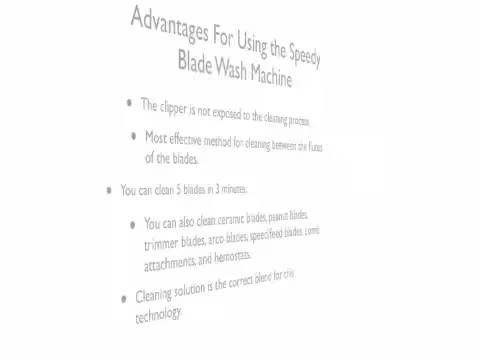 Advantages For Using the Speedy
Blade Wash Machine
• The clipper is not exposed to the cleaning process.
• Most effective method for cleaning between the flutes
of the blades.
• You can clean 5 blades in 3 minutes.
• You can also clean ceramic blades, peanut blades,
trimmer blades, arco blades, speedfeed blades, comb
attachments, and hemostats.
• Cleaning solution is the correct blend for this
technology.